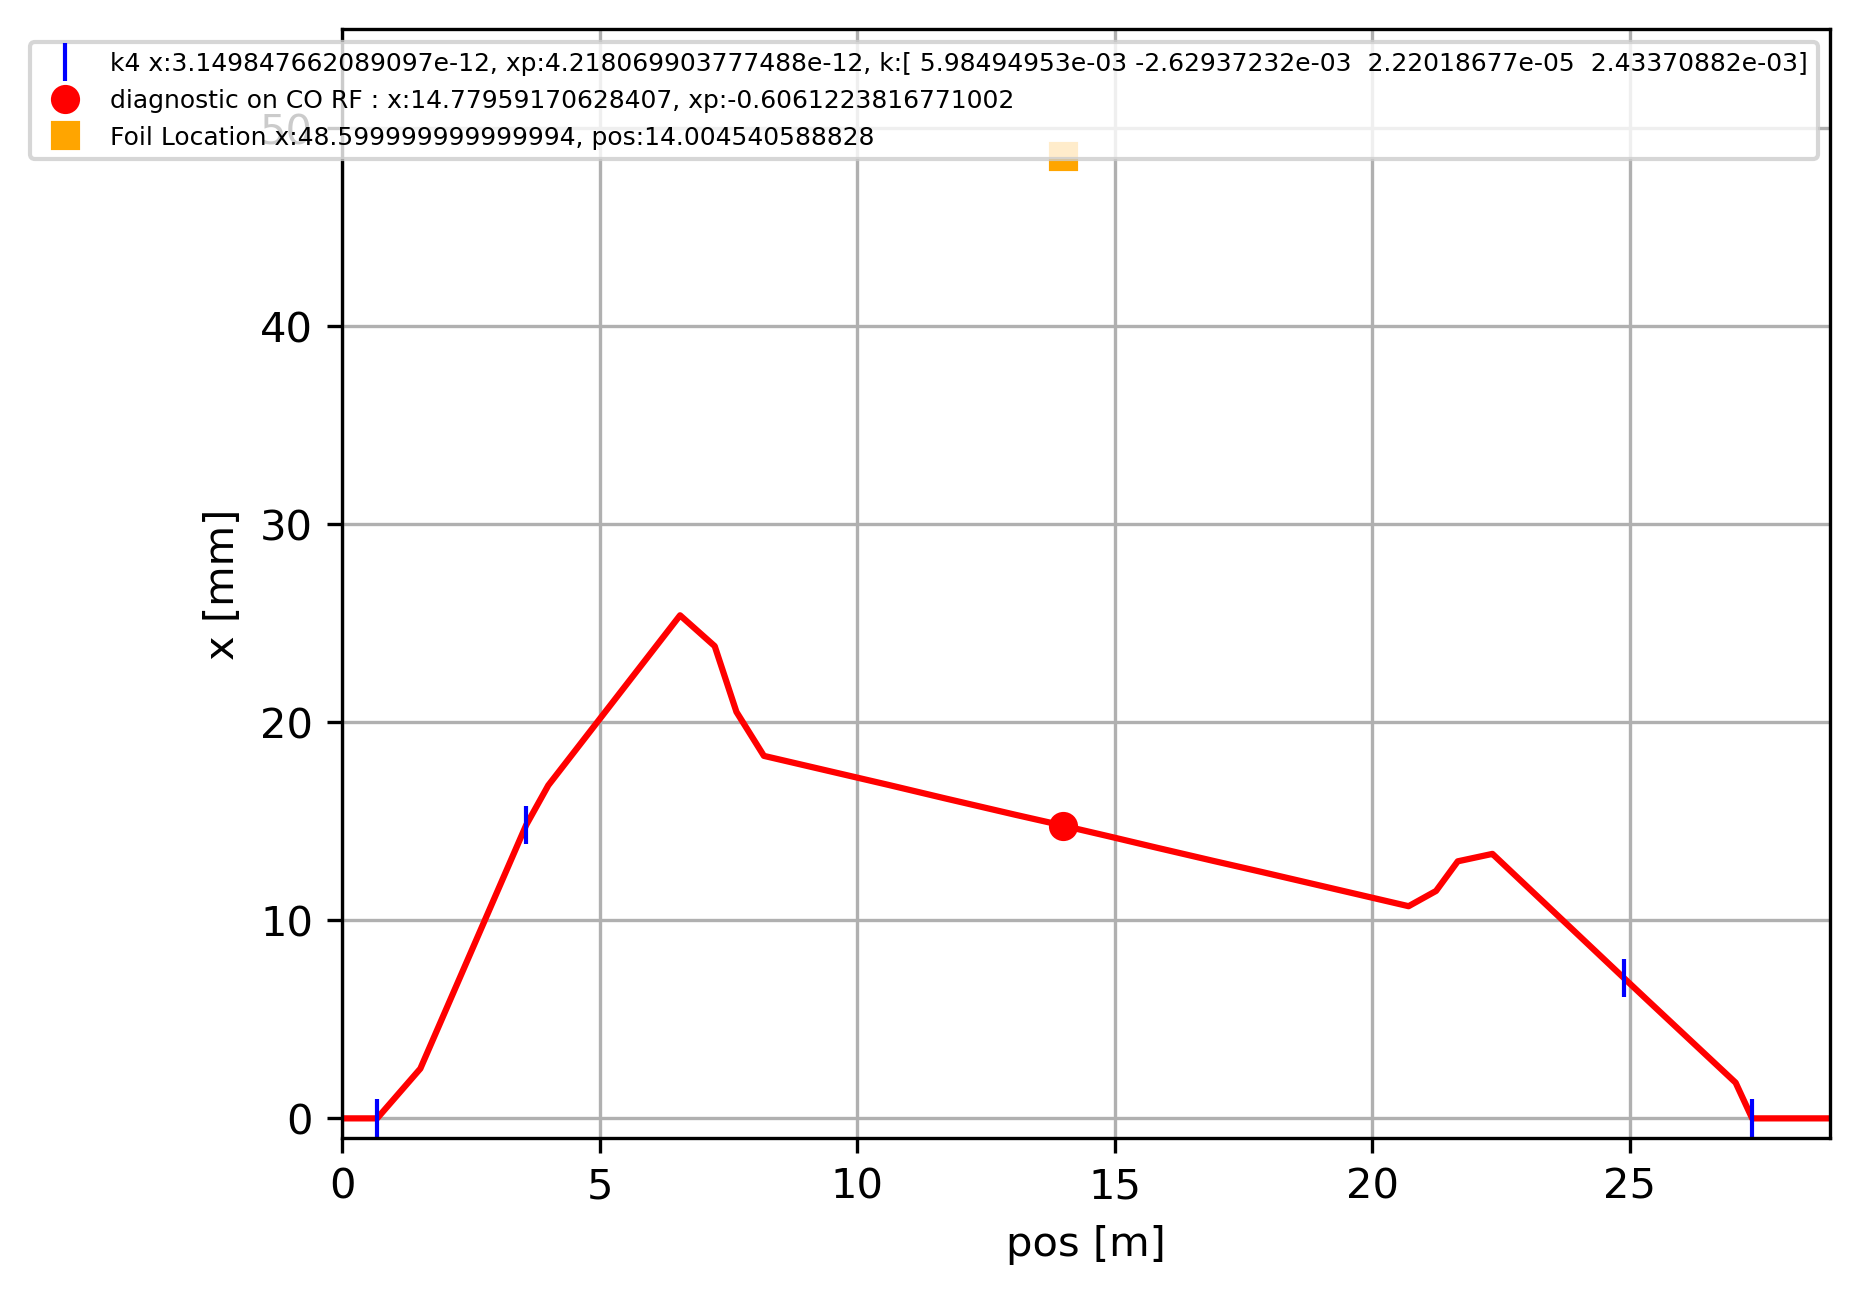 k4 x:3.149847662089097e-12, xp:4.218069903777488e-12, k:[ 5.98494953e-03 -2.62937232e-03  2.22018677e-05  2.43370882e-03]
diagnostic on CO RF : x:14.77959170628407, xp:-0.6061223816771002
Foil Location x:48.599999999999994, pos:14.004540588828
50
40
30
20
10
0
x [mm]
0 5 10 15 20 25
pos [m]